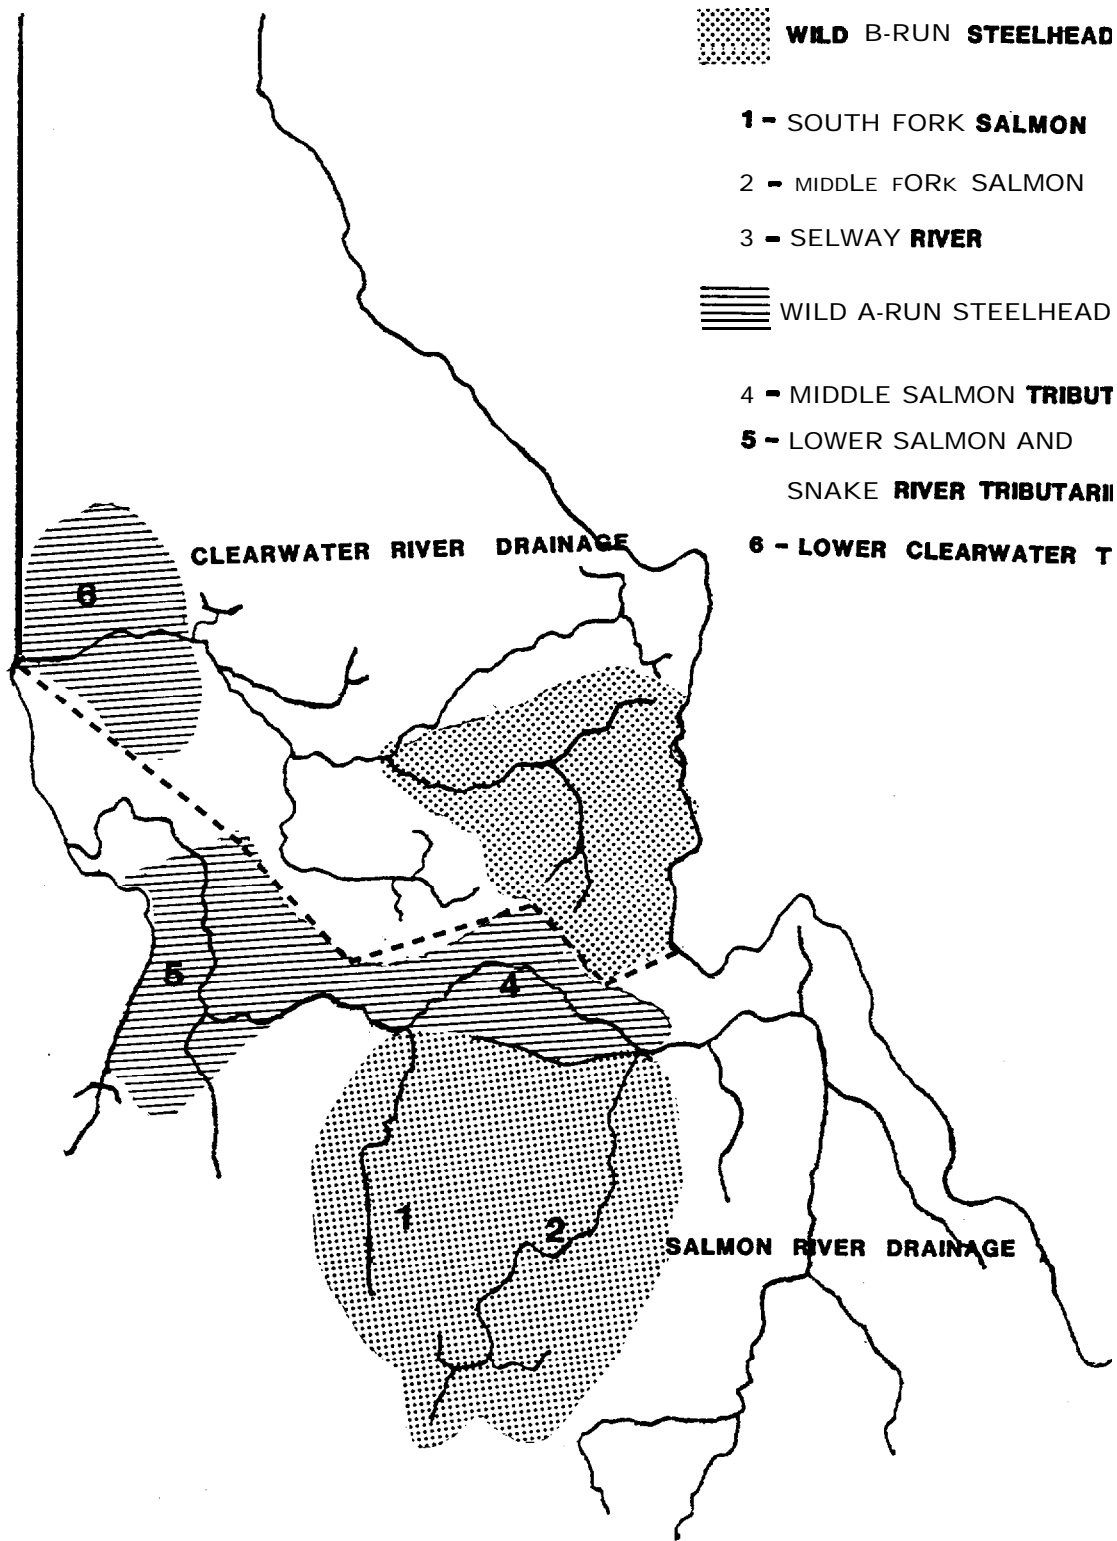 WILD B-RUN STEELHEAD
1 - SOUTH FORK SALMON
2 - MIDDLE FORK SALMON
3 - SELWAY RIVER
WILD A-RUN STEELHEAD
4 - MIDDLE SALMON TRIBUT
5 - LOWER SALMON AND
SNAKE RIVER TRIBUTARI
6 - LOWER CLEARWATER T
CLEARWATER RIVER DRAINAGE
6
5
4
1
2
SALMON RIVER DRAINAGE